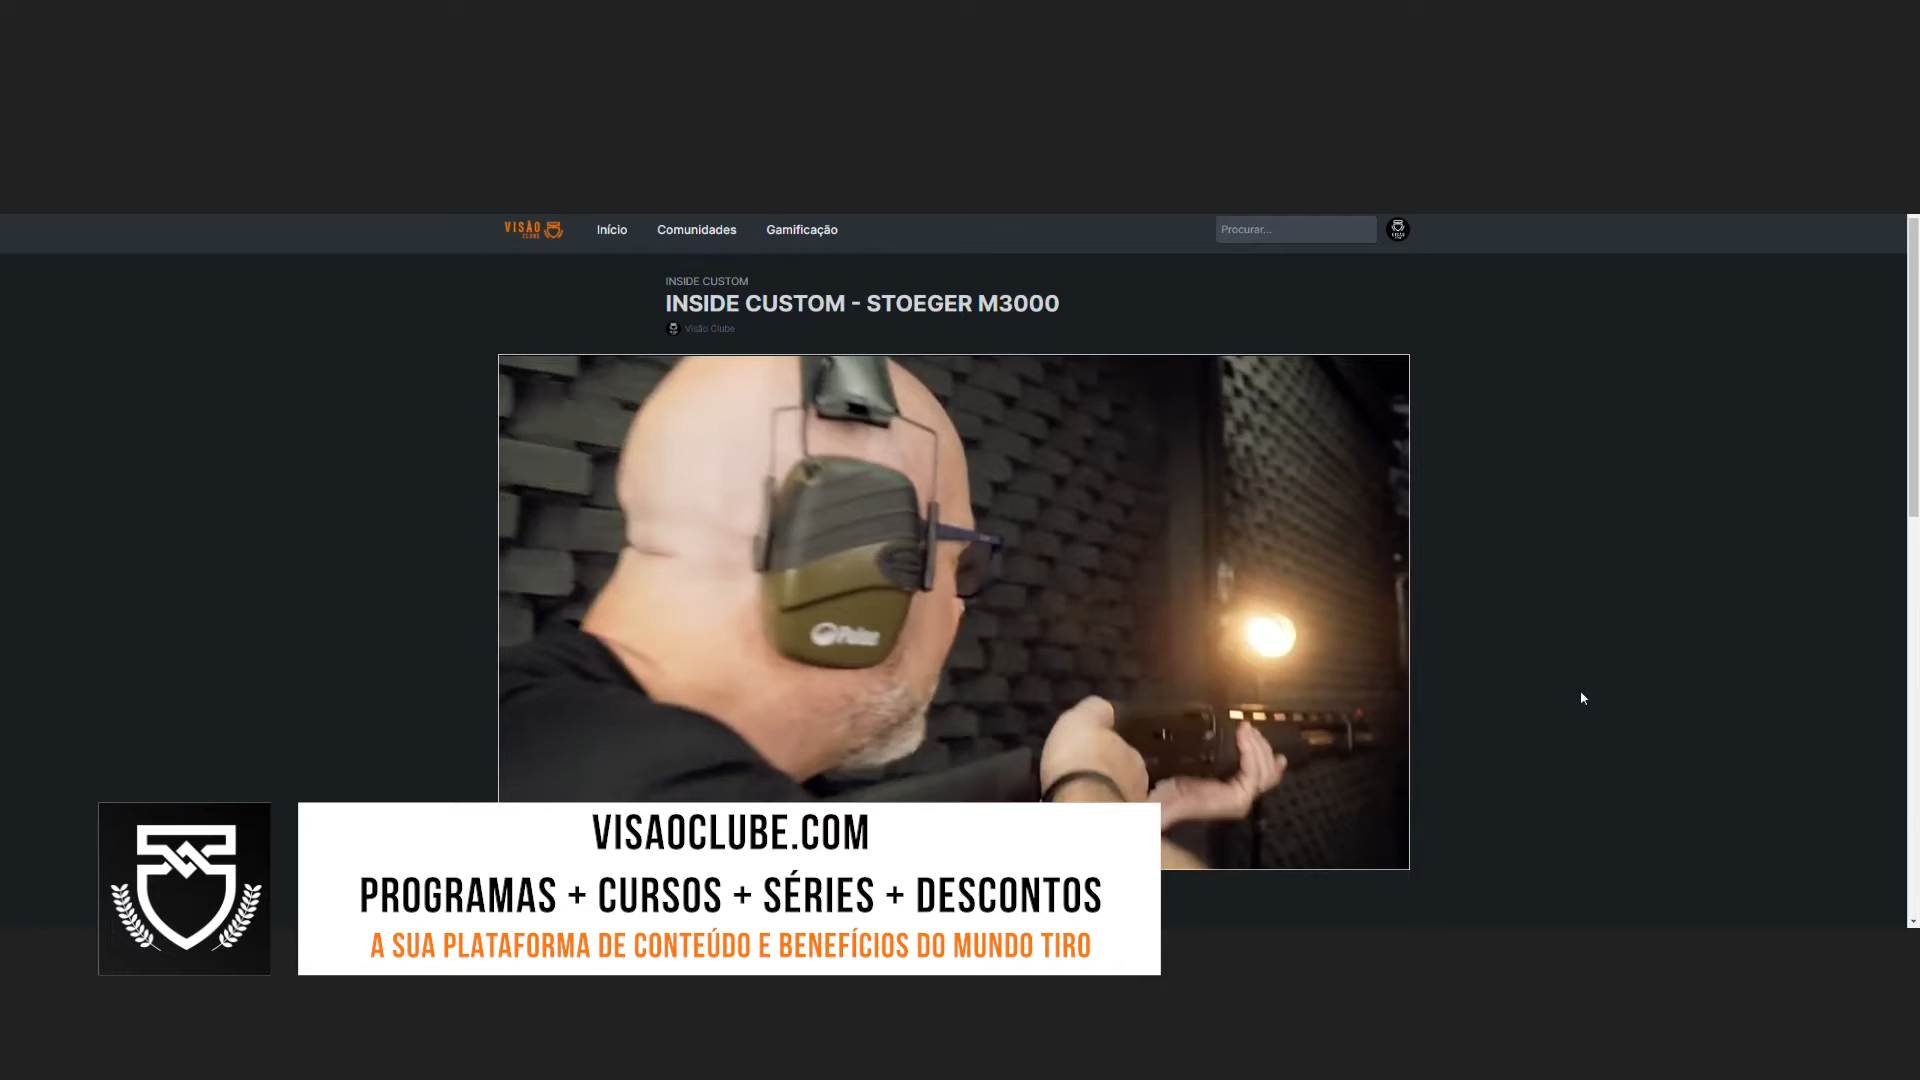 VISÃO
CLUBE
Início
Comunidades
Gamificação
Procurar...
INSIDE CUSTOM
INSIDE CUSTOM - STOEGER M3000
Visão Clube
VISAOCLUBE.COM
PROGRAMAS + CURSOS + SÉRIES + DESCONTOS
A SUA PLATAFORMA DE CONTEÚDO E BENEFÍCIOS DO MUNDO TIRO